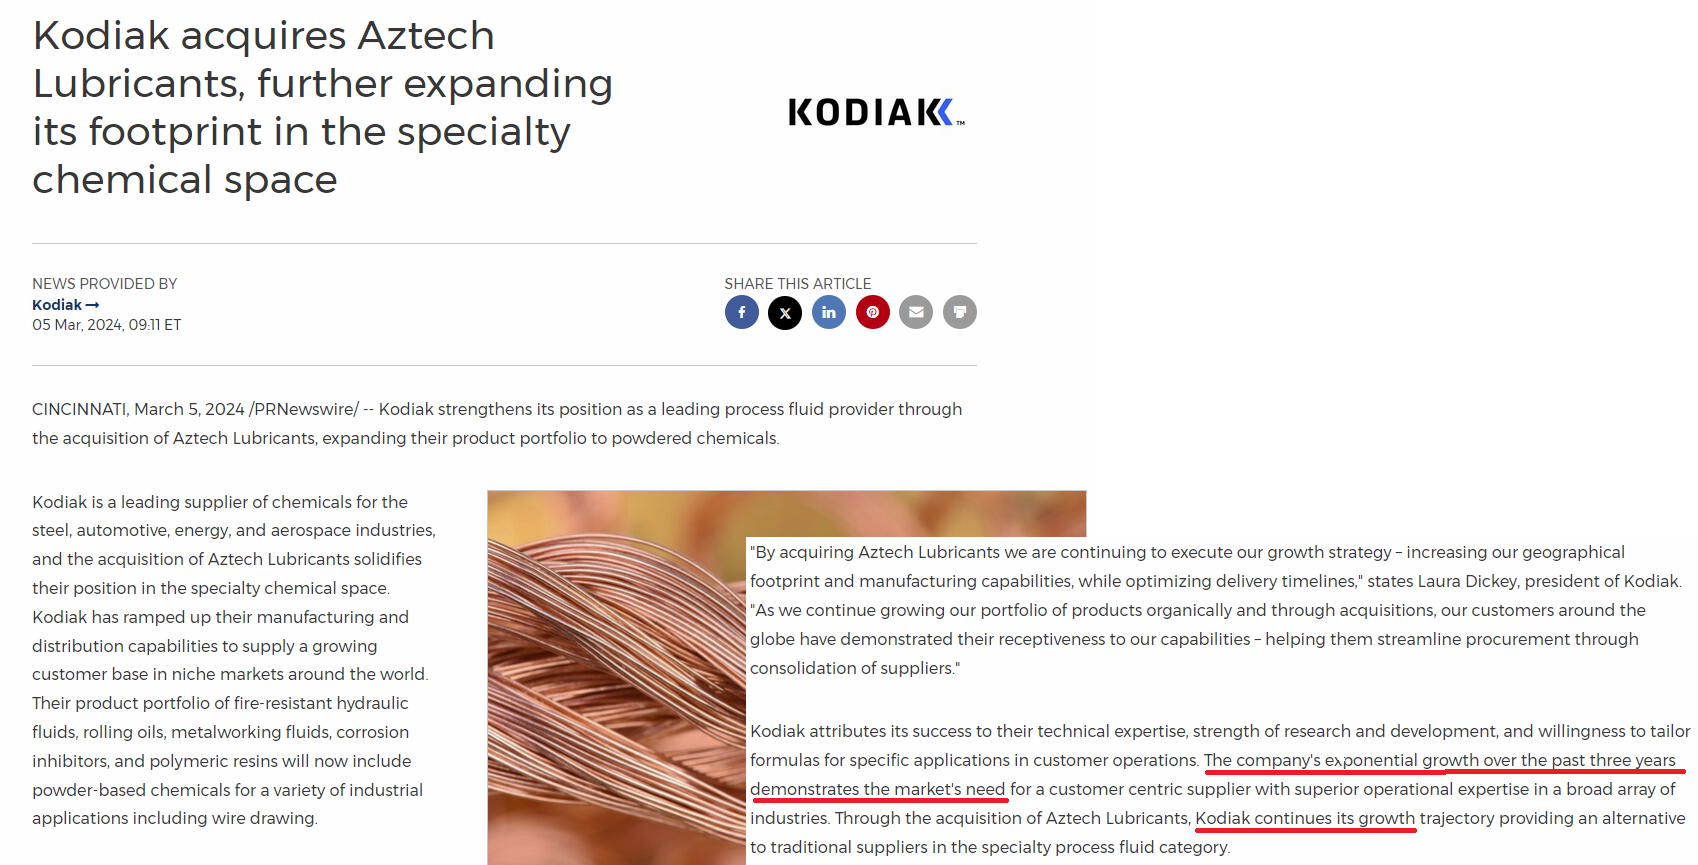 Kodiak acquires Aztech
Lubricants, further expanding
its footprint in the specialty
chemical space
KODIAK™
NEWS PROVIDED BY
Kodiak →
05 Mar, 2024, 09:11 ET
SHARE THIS ARTICLE
CINCINNATI, March 5, 2024 /PRNewswire/ -- Kodiak strengthens its position as a leading process fluid provider through
the acquisition of Aztech Lubricants, expanding their product portfolio to powdered chemicals.
Kodiak is a leading supplier of chemicals for the
steel, automotive, energy, and aerospace industries,
and the acquisition of Aztech Lubricants solidifies
their position in the specialty chemical space.
Kodiak has ramped up their manufacturing and
distribution capabilities to supply a growing
customer base in niche markets around the world.
Their product portfolio of fire-resistant hydraulic
fluids, rolling oils, metalworking fluids, corrosion
inhibitors, and polymeric resins will now include
powder-based chemicals for a variety of industrial
applications including wire drawing.
"By acquiring Aztech Lubricants we are continuing to execute our growth strategy – increasing our geographical
footprint and manufacturing capabilities, while optimizing delivery timelines," states Laura Dickey, president of Kodiak.
"As we continue growing our portfolio of products organically and through acquisitions, our customers around the
globe have demonstrated their receptiveness to our capabilities – helping them streamline procurement through
consolidation of suppliers."
Kodiak attributes its success to their technical expertise, strength of research and development, and willingness to tailor
formulas for specific applications in customer operations. The company's exponential growth over the past three years
demonstrates the market's need for a customer centric supplier with superior operational expertise in a broad array of
industries. Through the acquisition of Aztech Lubricants, Kodiak continues its growth trajectory providing an alternative
to traditional suppliers in the specialty process fluid category.